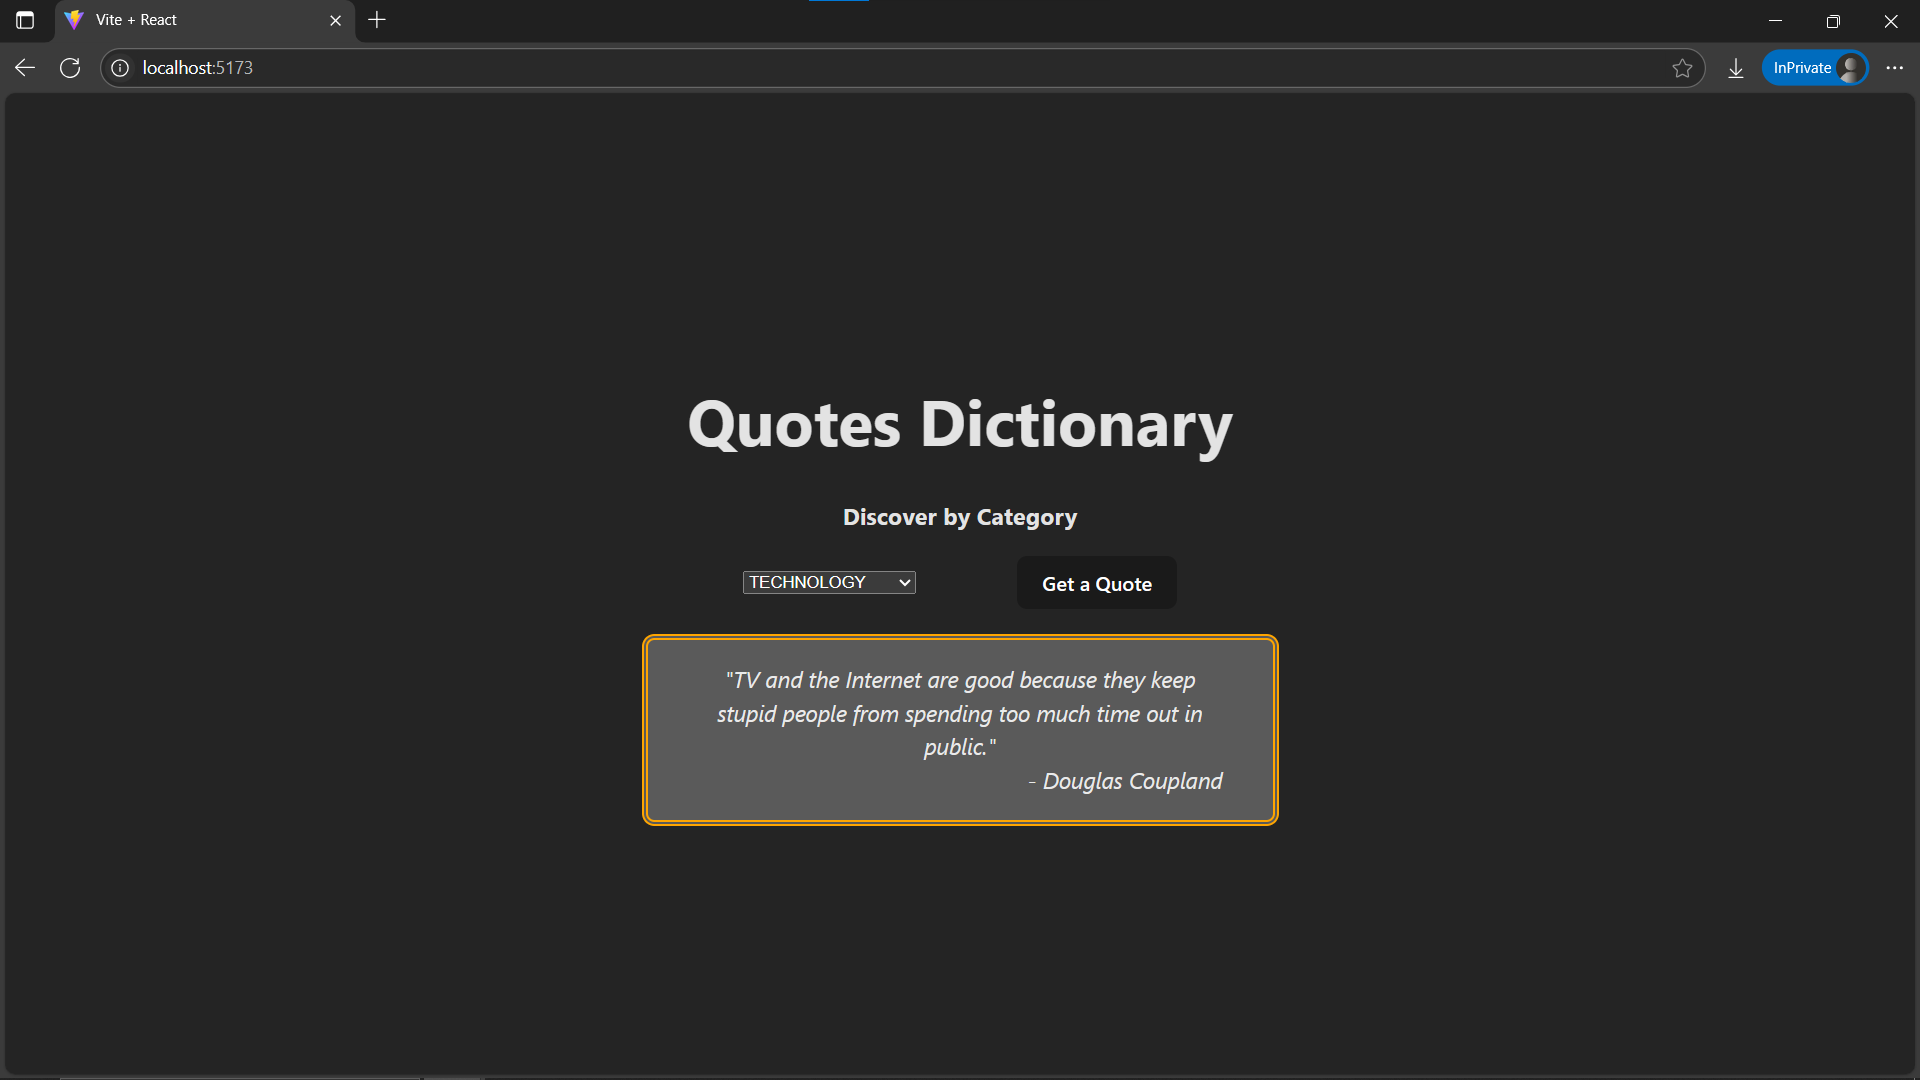 Vite + React
localhost:5173
InPrivate
Quotes Dictionary
Discover by Category
TECHNOLOGY
Get a Quote
"TV and the Internet are good because they keep
stupid people from spending too much time out in
public."
- Douglas Coupland